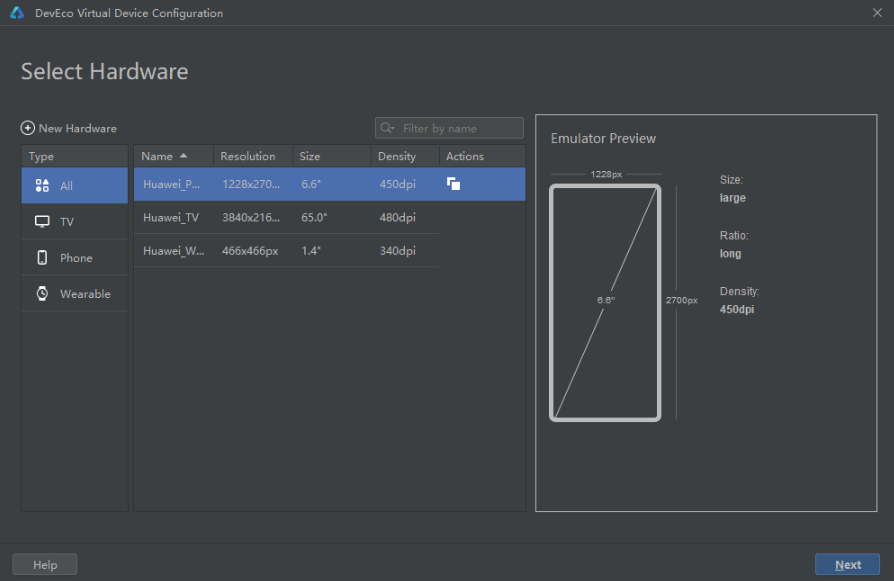 DevEco Virtual Device Configuration
Select Hardware
New Hardware
Filter by name
Type
All
TV
Phone
Wearable
Name Resolution Size Density Actions
Huawei_P... 1228x270... 6.6" 450dpi
Huawei_TV 3840x216... 65.0" 480dpi
Huawei_W... 466x466px 1.4" 340dpi
Emulator Preview
1228px
6.6"
2700px
Size:
large
Ratio:
long
Density:
450dpi
Help
Next